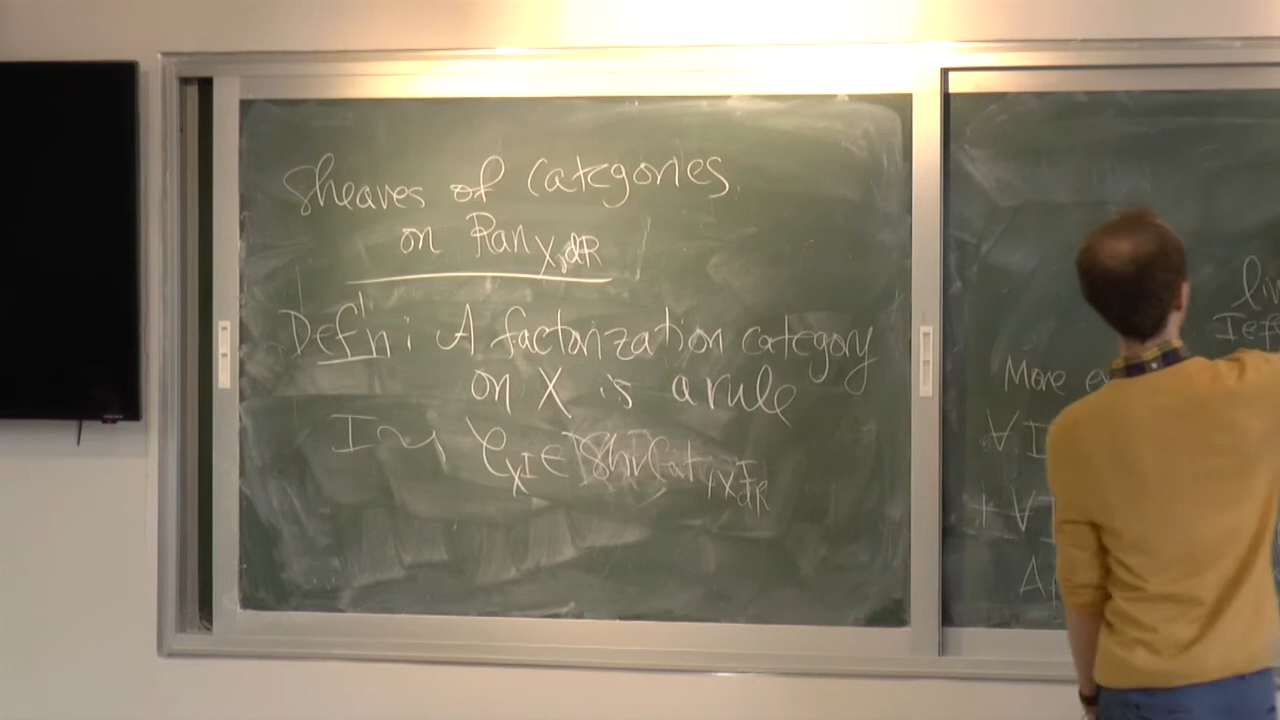 Sheaves of categories
on Ran_{X,dR}
Def'n: A factorization category
on X is a rule
I ⇝ 𝒞_{X^I} ∈ ShvCat_{/X^I_{dR}}
More
∀ I
+ ∀